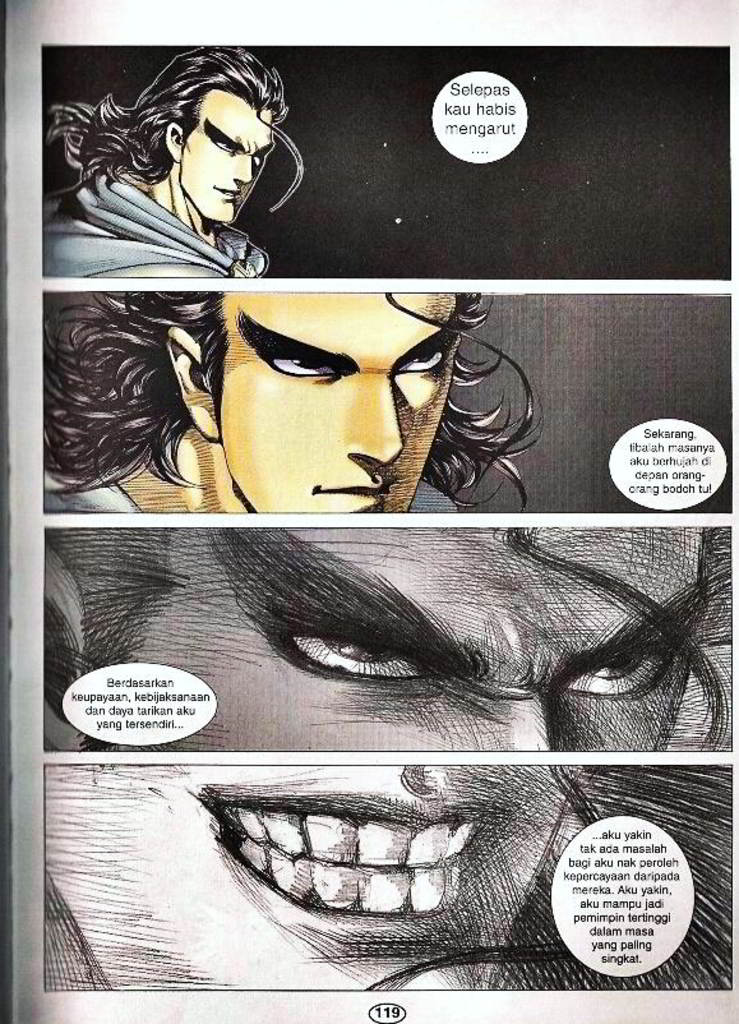 Selepas
kau habis
mengarut
....
Sekarang,
tibalah masanya
aku berhujah di
depan orang-
orang bodoh tu!
Berdasarkan
keupayaan, kebijaksanaan
dan daya tarikan aku
yang tersendiri...
...aku yakin
tak ada masalah
bagi aku nak peroleh
kepercayaan daripada
mereka. Aku yakin,
aku mampu jadi
pemimpin tertinggi
dalam masa
yang paling
singkat.
119